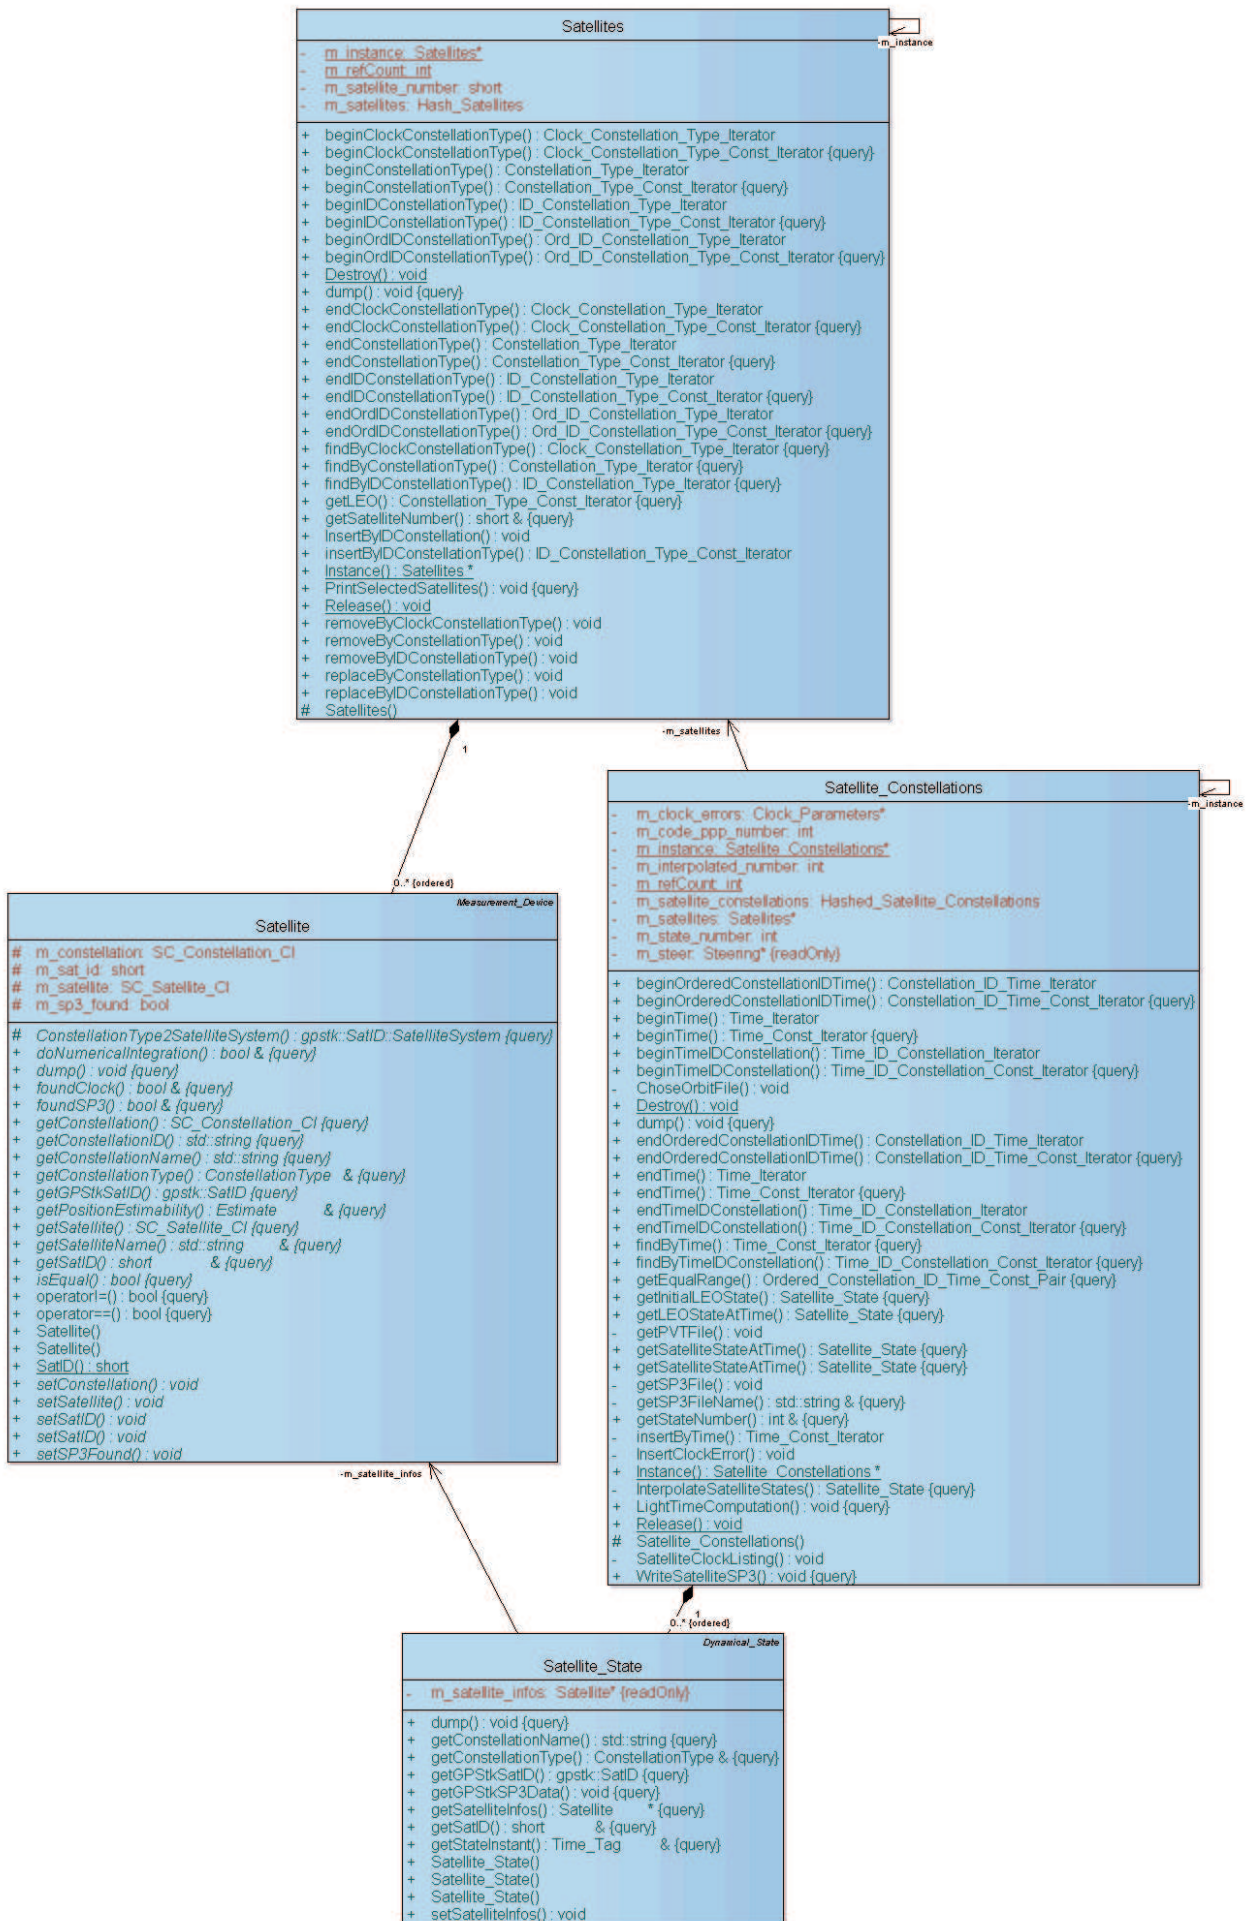 Satellites
-m_instance
- m_instance: Satellites*
- m_refCount: int
- m_satellite_number: short
- m_satellites: Hash_Satellites
+ beginClockConstellationType() : Clock_Constellation_Type_Iterator
+ beginClockConstellationType() : Clock_Constellation_Type_Const_Iterator {query}
+ beginConstellationType() : Constellation_Type_Iterator
+ beginConstellationType() : Constellation_Type_Const_Iterator {query}
+ beginIDConstellationType() : ID_Constellation_Type_Iterator
+ beginIDConstellationType() : ID_Constellation_Type_Const_Iterator {query}
+ beginOrdIDConstellationType() : Ord_ID_Constellation_Type_Iterator
+ beginOrdIDConstellationType() : Ord_ID_Constellation_Type_Const_Iterator {query}
+ Destroy() : void
+ dump() : void {query}
+ endClockConstellationType() : Clock_Constellation_Type_Iterator
+ endClockConstellationType() : Clock_Constellation_Type_Const_Iterator {query}
+ endConstellationType() : Constellation_Type_Iterator
+ endConstellationType() : Constellation_Type_Const_Iterator {query}
+ endIDConstellationType() : ID_Constellation_Type_Iterator
+ endIDConstellationType() : ID_Constellation_Type_Const_Iterator {query}
+ endOrdIDConstellationType() : Ord_ID_Constellation_Type_Iterator
+ endOrdIDConstellationType() : Ord_ID_Constellation_Type_Const_Iterator {query}
+ findByClockConstellationType() : Clock_Constellation_Type_Iterator {query}
+ findByConstellationType() : Constellation_Type_Iterator {query}
+ findByIDConstellationType() : ID_Constellation_Type_Iterator {query}
+ getLEO() : Constellation_Type_Const_Iterator {query}
+ getSatelliteNumber() : short & {query}
+ InsertByIDConstellation() : void
+ insertByIDConstellationType() : ID_Constellation_Type_Const_Iterator
+ Instance() : Satellites *
+ PrintSelectedSatellites() : void {query}
+ Release() : void
+ removeByClockConstellationType() : void
+ removeByConstellationType() : void
+ removeByIDConstellationType() : void
+ replaceByConstellationType() : void
+ replaceByIDConstellationType() : void
# Satellites()
-m_satellites
1
0..* {ordered}
Satellite_Constellations
-m_instance
- m_clock_errors: Clock_Parameters*
- m_code_ppp_number: int
- m_instance: Satellite_Constellations*
- m_interpolated_number: int
- m_refCount: int
- m_satellite_constellations: Hashed_Satellite_Constellations
- m_satellites: Satellites*
- m_state_number: int
- m_steer: Steering* {readOnly}
+ beginOrderedConstellationIDTime() : Constellation_ID_Time_Iterator
+ beginOrderedConstellationIDTime() : Constellation_ID_Time_Const_Iterator {query}
+ beginTime() : Time_Iterator
+ beginTime() : Time_Const_Iterator {query}
+ beginTimeIDConstellation() : Time_ID_Constellation_Iterator
+ beginTimeIDConstellation() : Time_ID_Constellation_Const_Iterator {query}
- ChoseOrbitFile() : void
+ Destroy() : void
+ dump() : void {query}
+ endOrderedConstellationIDTime() : Constellation_ID_Time_Iterator
+ endOrderedConstellationIDTime() : Constellation_ID_Time_Const_Iterator {query}
+ endTime() : Time_Iterator
+ endTime() : Time_Const_Iterator {query}
+ endTimeIDConstellation() : Time_ID_Constellation_Iterator
+ endTimeIDConstellation() : Time_ID_Constellation_Const_Iterator {query}
+ findByTime() : Time_Const_Iterator {query}
+ findByTimeIDConstellation() : Time_ID_Constellation_Const_Iterator {query}
+ getEqualRange() : Ordered_Constellation_ID_Time_Const_Pair {query}
+ getInitialLEOState() : Satellite_State {query}
+ getLEOStateAtTime() : Satellite_State {query}
- getPVTFile() : void
+ getSatelliteStateAtTime() : Satellite_State {query}
+ getSatelliteStateAtTime() : Satellite_State {query}
- getSP3File() : void
- getSP3FileName() : std::string & {query}
+ getStateNumber() : int & {query}
- insertByTime() : Time_Const_Iterator
- InsertClockError() : void
+ Instance() : Satellite_Constellations *
- InterpolateSatelliteStates() : Satellite_State {query}
+ LightTimeComputation() : void {query}
+ Release() : void
# Satellite_Constellations()
- SatelliteClockListing() : void
+ WriteSatelliteSP3() : void {query}
Measurement_Device
Satellite
# m_constellation: SC_Constellation_CI
# m_sat_id: short
# m_satellite: SC_Satellite_CI
# m_sp3_found: bool
# ConstellationType2SatelliteSystem() : gpstk::SatID::SatelliteSystem {query}
+ doNumericalIntegration() : bool & {query}
+ dump() : void {query}
+ foundClock() : bool & {query}
+ foundSP3() : bool & {query}
+ getConstellation() : SC_Constellation_CI {query}
+ getConstellationID() : std::string {query}
+ getConstellationName() : std::string {query}
+ getConstellationType() : ConstellationType & {query}
+ getGPStkSatID() : gpstk::SatID {query}
+ getPositionEstimability() : Estimate & {query}
+ getSatellite() : SC_Satellite_CI {query}
+ getSatelliteName() : std::string & {query}
+ getSatID() : short & {query}
+ isEqual() : bool {query}
+ operator!=() : bool {query}
+ operator==() : bool {query}
+ Satellite()
+ Satellite()
+ SatID() : short
+ setConstellation() : void
+ setSatellite() : void
+ setSatID() : void
+ setSatID() : void
+ setSP3Found() : void
-m_satellite_infos
1
0..* {ordered}
Dynamical_State
Satellite_State
- m_satellite_infos: Satellite* {readOnly}
+ dump() : void {query}
+ getConstellationName() : std::string {query}
+ getConstellationType() : ConstellationType & {query}
+ getGPStkSatID() : gpstk::SatID {query}
+ getGPStkSP3Data() : void {query}
+ getSatelliteInfos() : Satellite * {query}
+ getSatID() : short & {query}
+ getStateInstant() : Time_Tag & {query}
+ Satellite_State()
+ Satellite_State()
+ Satellite_State()
+ setSatelliteInfos() : void